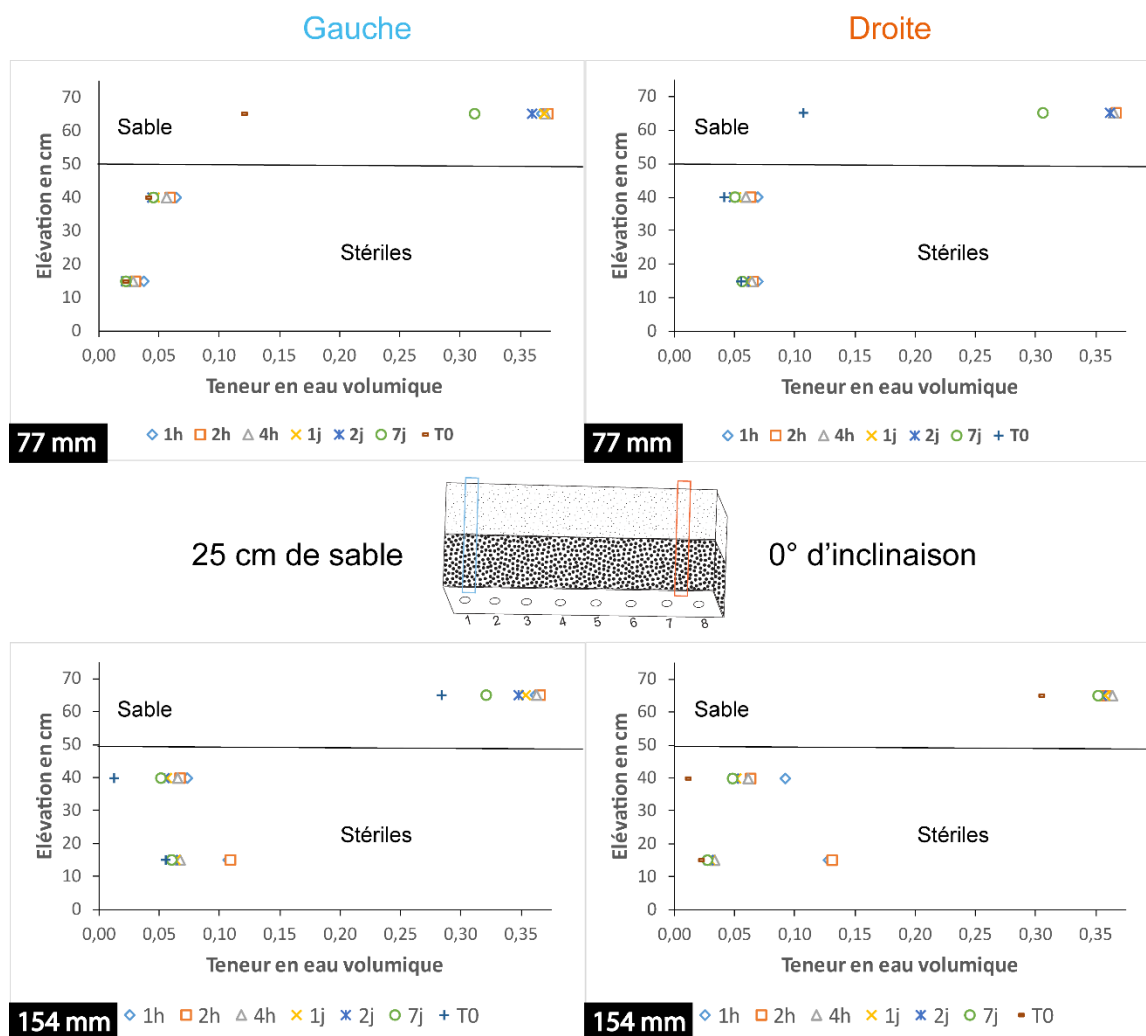 Gauche
Droite
Elévation en cm
70
60
50
40
30
20
10
0
Sable
Stériles
0,00 0,05 0,10 0,15 0,20 0,25 0,30 0,35
Teneur en eau volumique
77 mm
1h 2h 4h 1j 2j 7j T0
Elévation en cm
70
60
50
40
30
20
10
0
Sable
Stériles
0,00 0,05 0,10 0,15 0,20 0,25 0,30 0,35
Teneur en eau volumique
77 mm
1h 2h 4h 1j 2j 7j T0
25 cm de sable
1 2 3 4 5 6 7 8
0° d’inclinaison
Elévation en cm
70
60
50
40
30
20
10
0
Sable
Stériles
0,00 0,05 0,10 0,15 0,20 0,25 0,30 0,35
Teneur en eau volumique
154 mm
1h 2h 4h 1j 2j 7j T0
Elévation en cm
70
60
50
40
30
20
10
0
Sable
Stériles
0,00 0,05 0,10 0,15 0,20 0,25 0,30 0,35
Teneur en eau volumique
154 mm
1h 2h 4h 1j 2j 7j T0